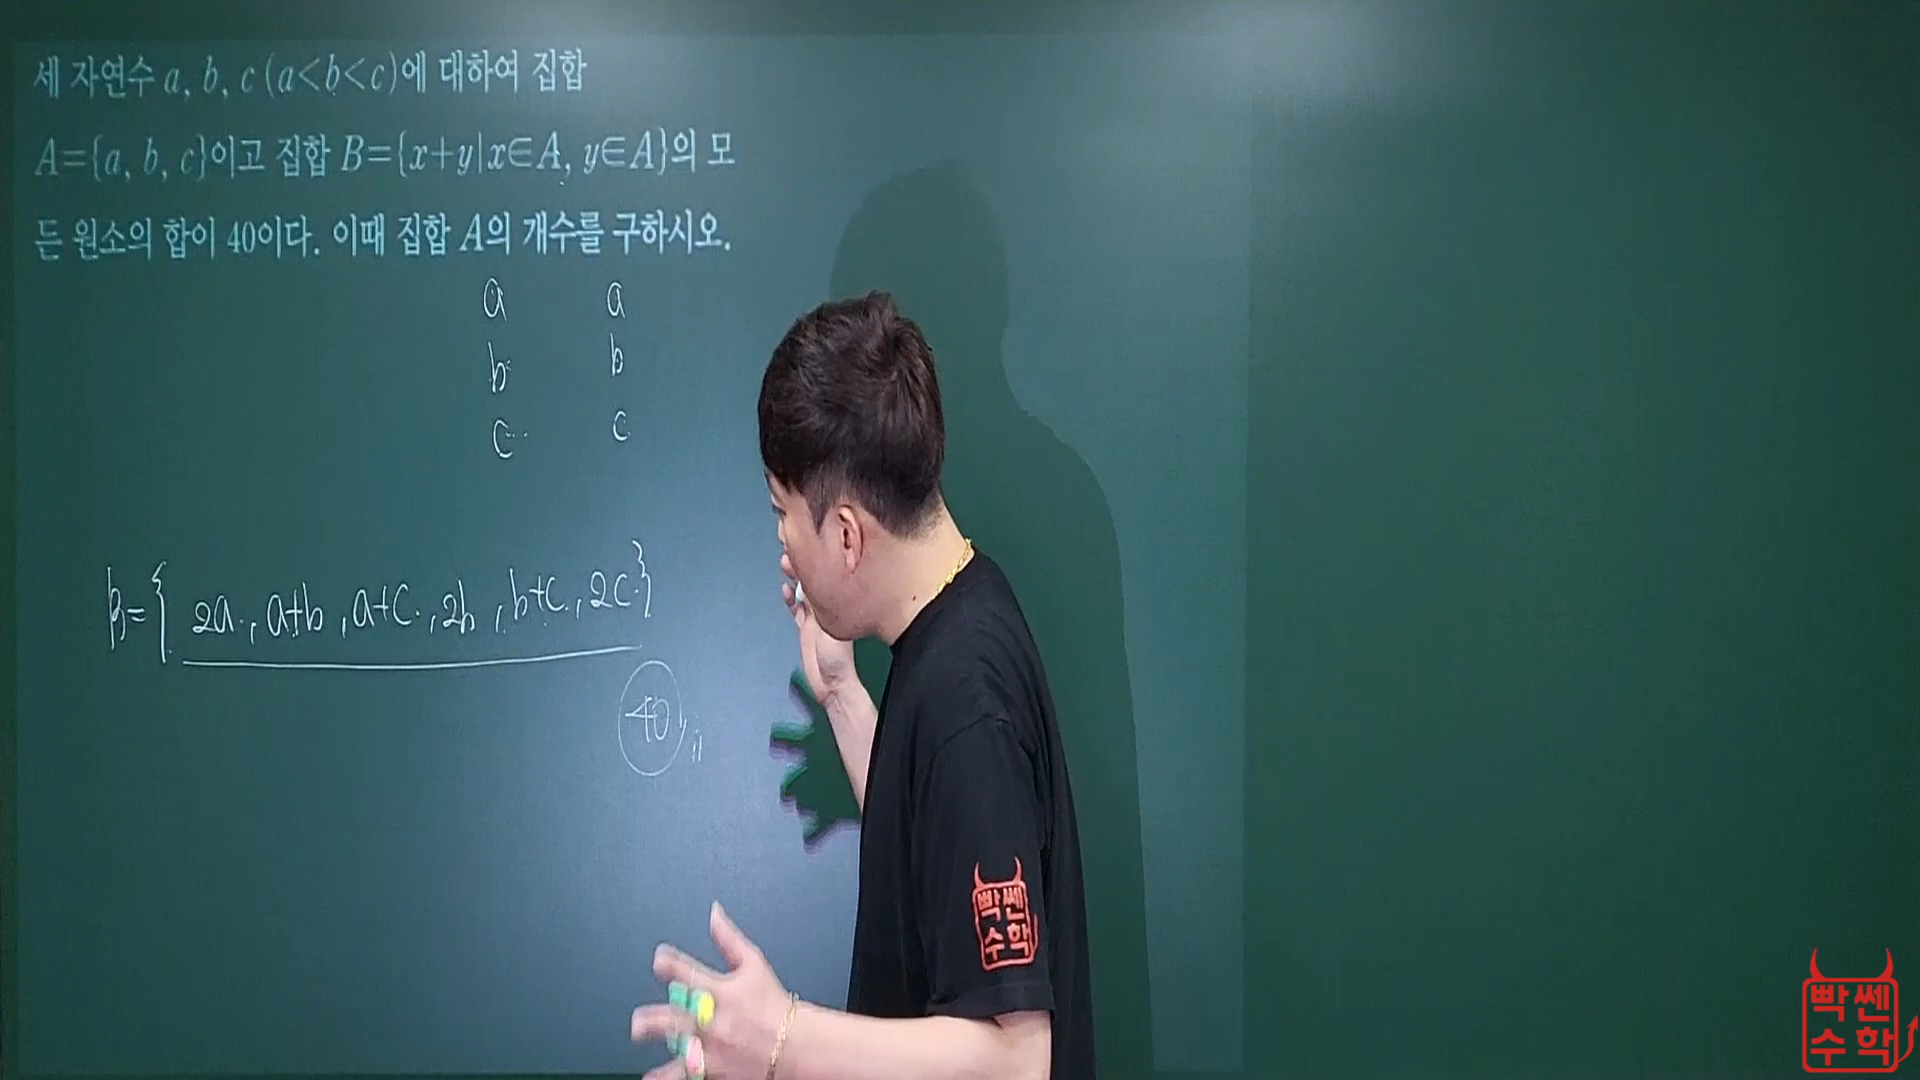 세 자연수 a, b, c (a<b<c)에 대하여 집합
A={a, b, c}이고 집합 B={x+y|x∈A, y∈A}의 모
든 원소의 합이 40이다. 이때 집합 A의 개수를 구하시오.
a a
b b
c c
B={ 2a, a+b, a+c, 2b, b+c, 2c}
40
빡쎈
수학
빡쎈
수학